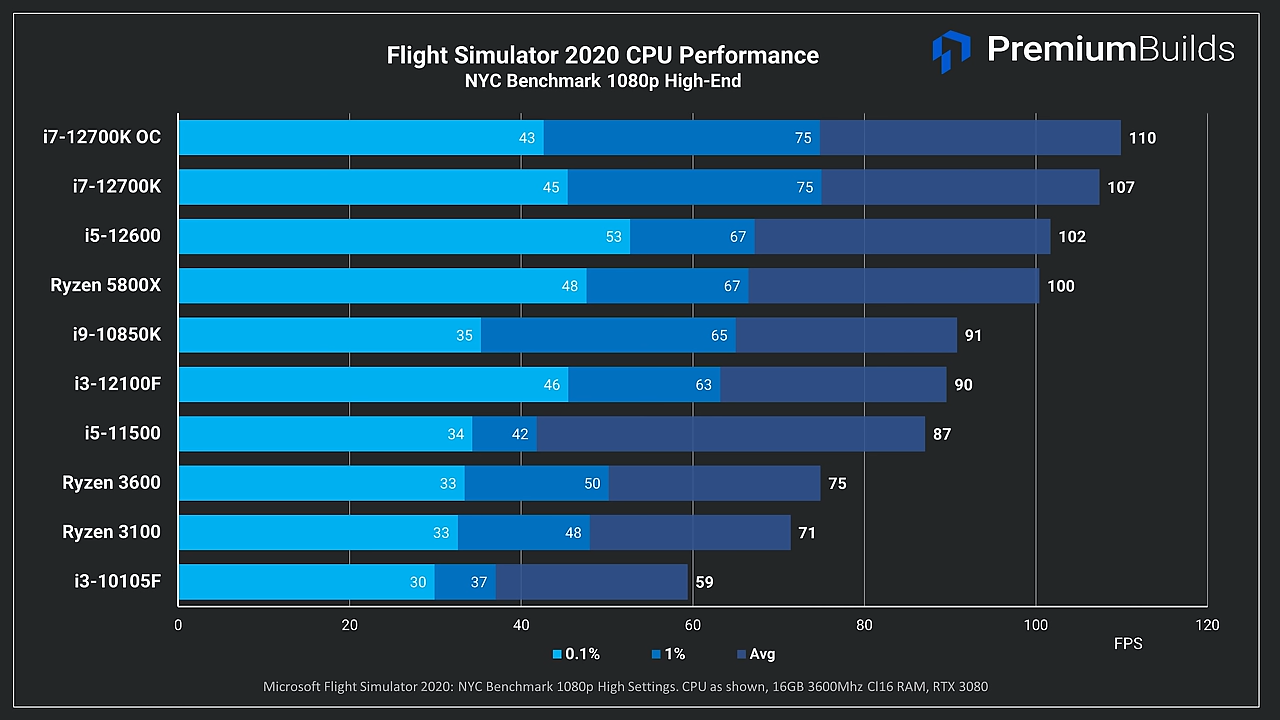 Flight Simulator 2020 CPU Performance
NYC Benchmark 1080p High-End
PremiumBuilds
i7-12700K OC 43 75 110
i7-12700K 45 75 107
i5-12600 53 67 102
Ryzen 5800X 48 67 100
i9-10850K 35 65 91
i3-12100F 46 63 90
i5-11500 34 42 87
Ryzen 3600 33 50 75
Ryzen 3100 33 48 71
i3-10105F 30 37 59
0 20 40 60 80 100 120
FPS
0.1% 1% Avg
Microsoft Flight Simulator 2020: NYC Benchmark 1080p High Settings. CPU as shown, 16GB 3600Mhz Cl16 RAM, RTX 3080